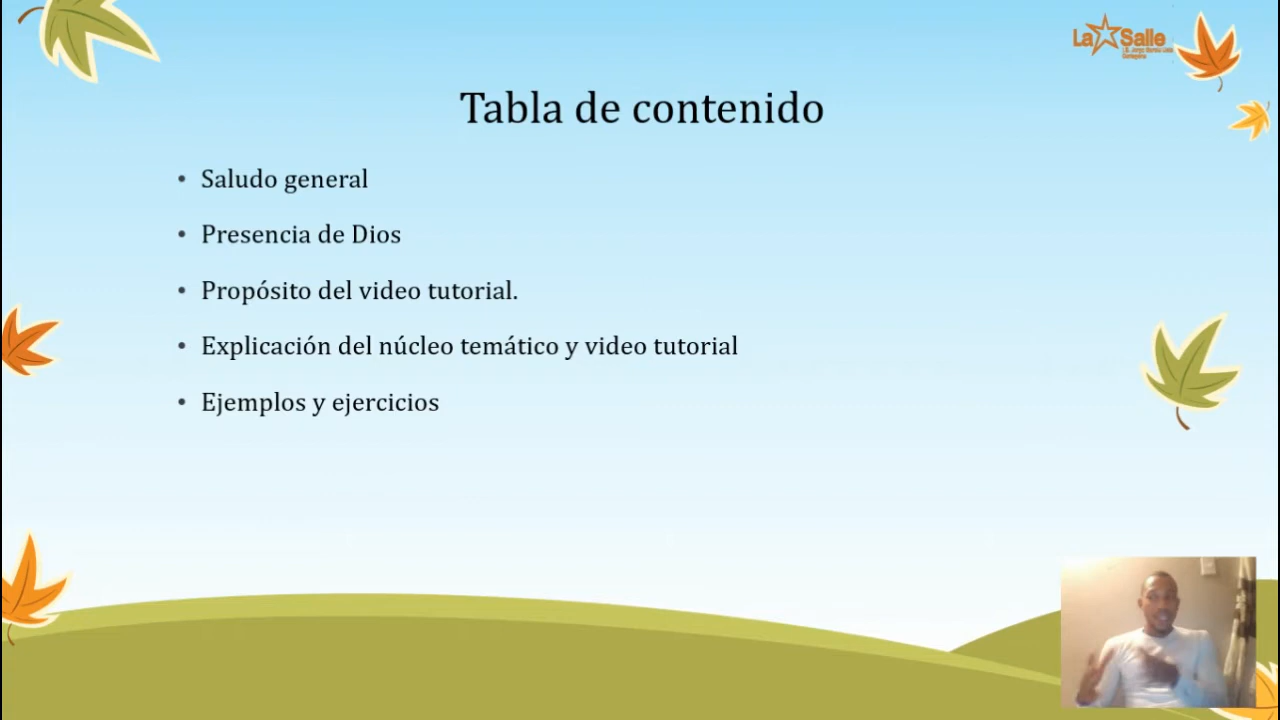 La Salle
Tabla de contenido
• Saludo general
• Presencia de Dios
• Propósito del video tutorial.
• Explicación del núcleo temático y video tutorial
• Ejemplos y ejercicios